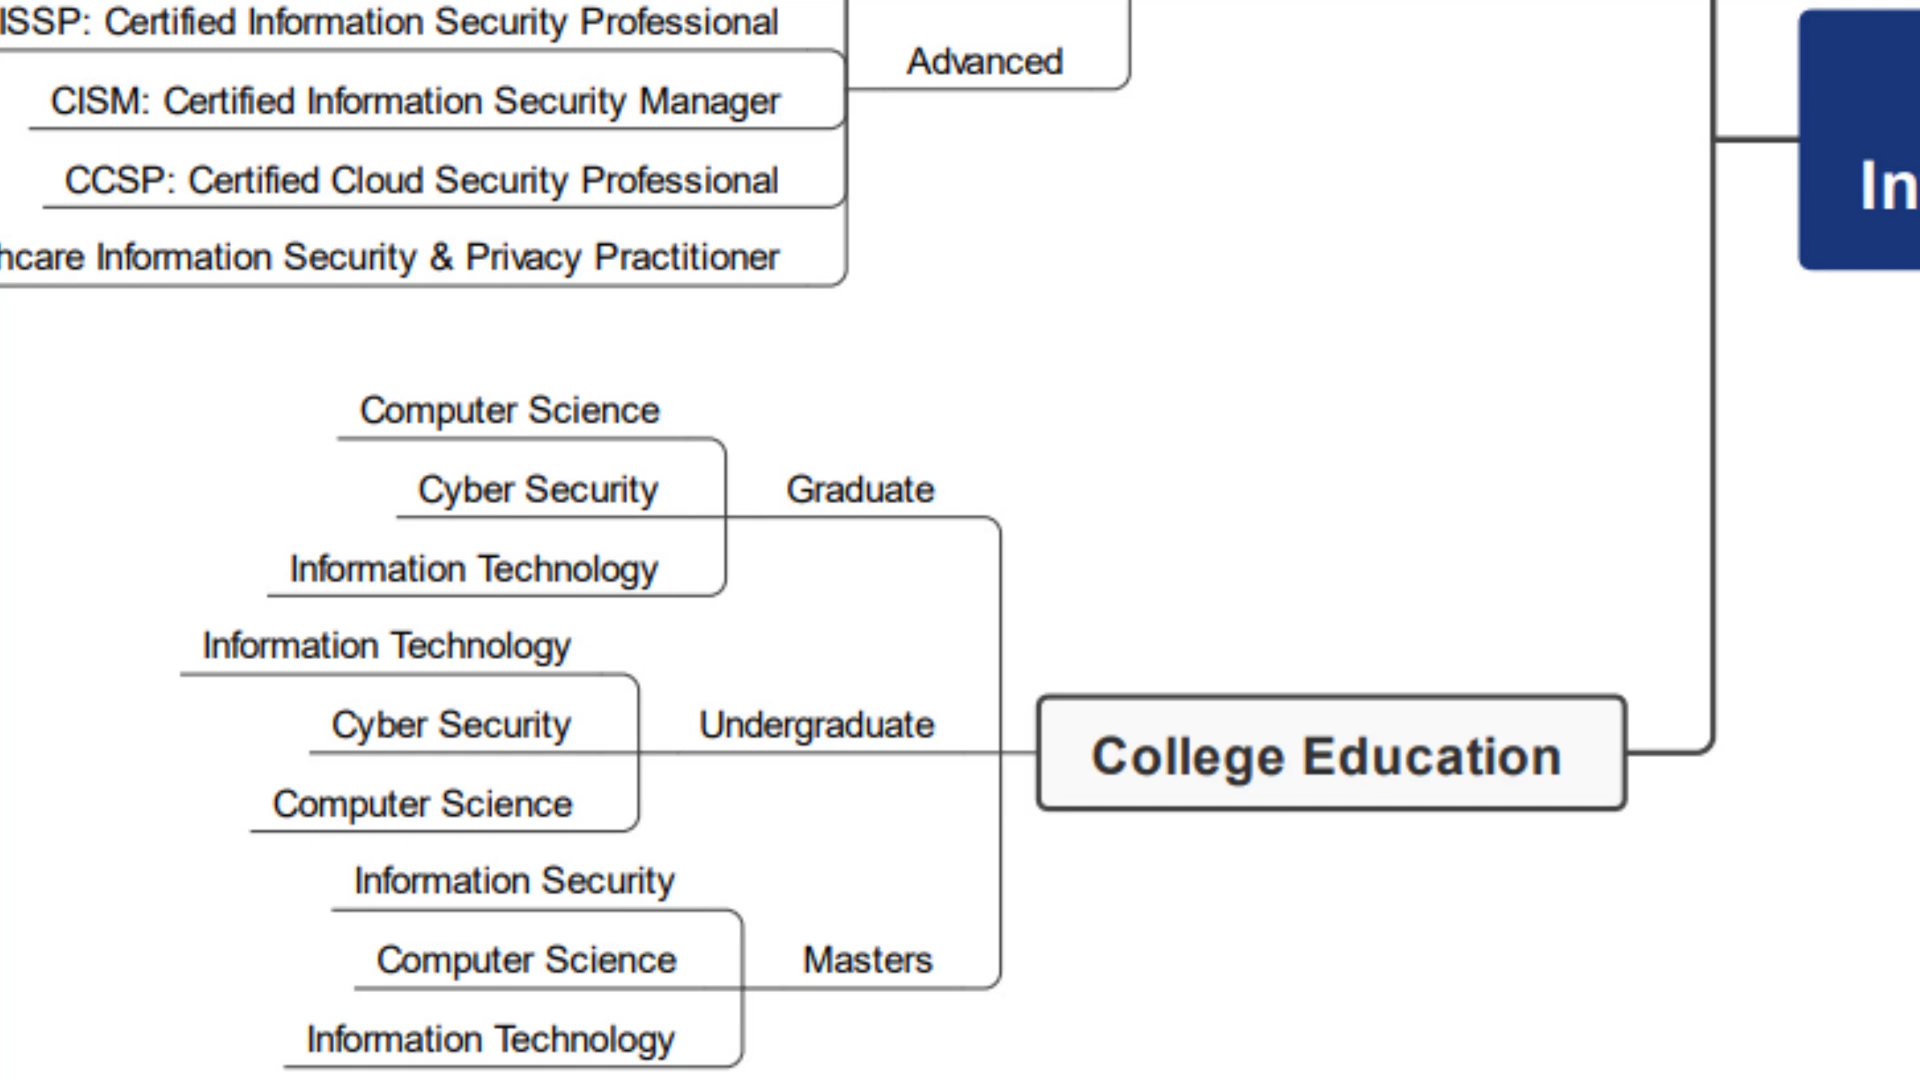 ISSP: Certified Information Security Professional
Advanced
CISM: Certified Information Security Manager
CCSP: Certified Cloud Security Professional
hcare Information Security & Privacy Practitioner
In
Computer Science
Cyber Security
Graduate
Information Technology
Information Technology
Cyber Security
Undergraduate
College Education
Computer Science
Information Security
Computer Science
Masters
Information Technology